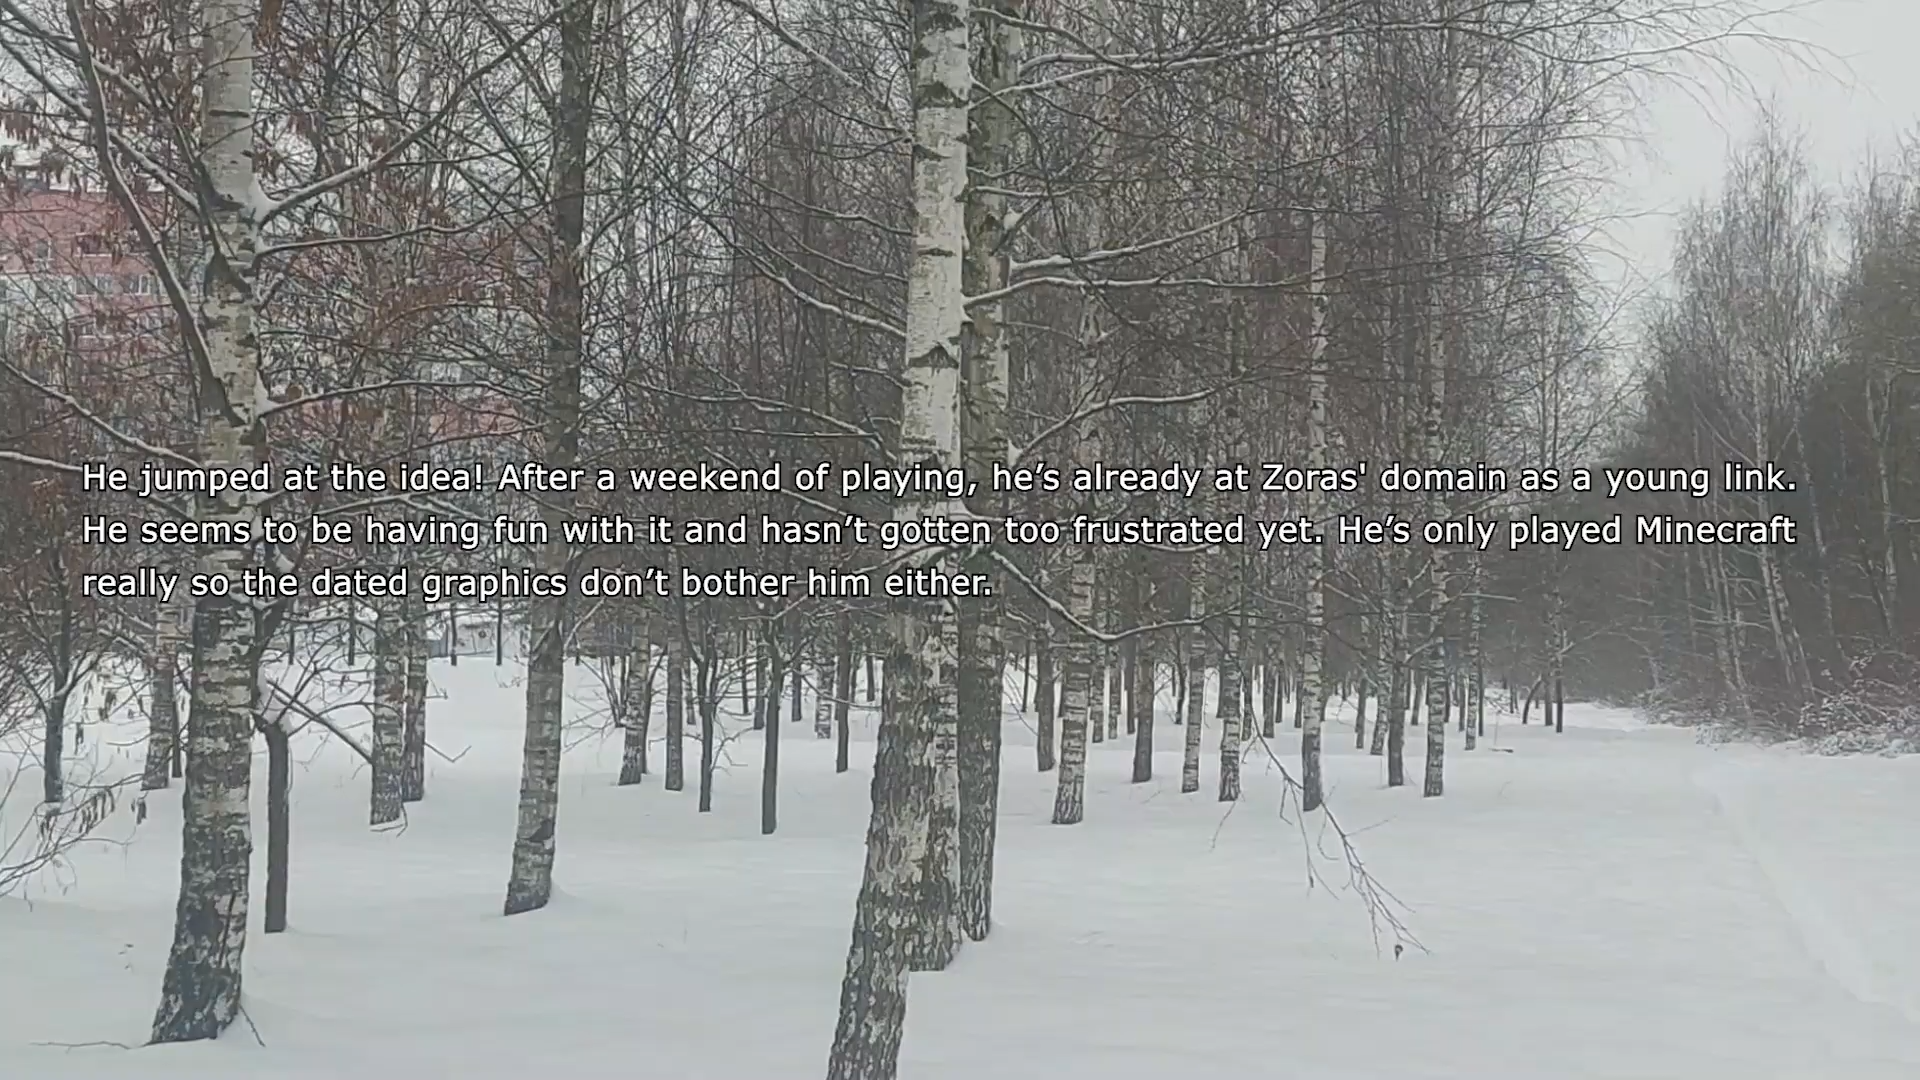 He jumped at the idea! After a weekend of playing, he’s already at Zoras' domain as a young link.
He seems to be having fun with it and hasn’t gotten too frustrated yet. He’s only played Minecraft
really so the dated graphics don’t bother him either.